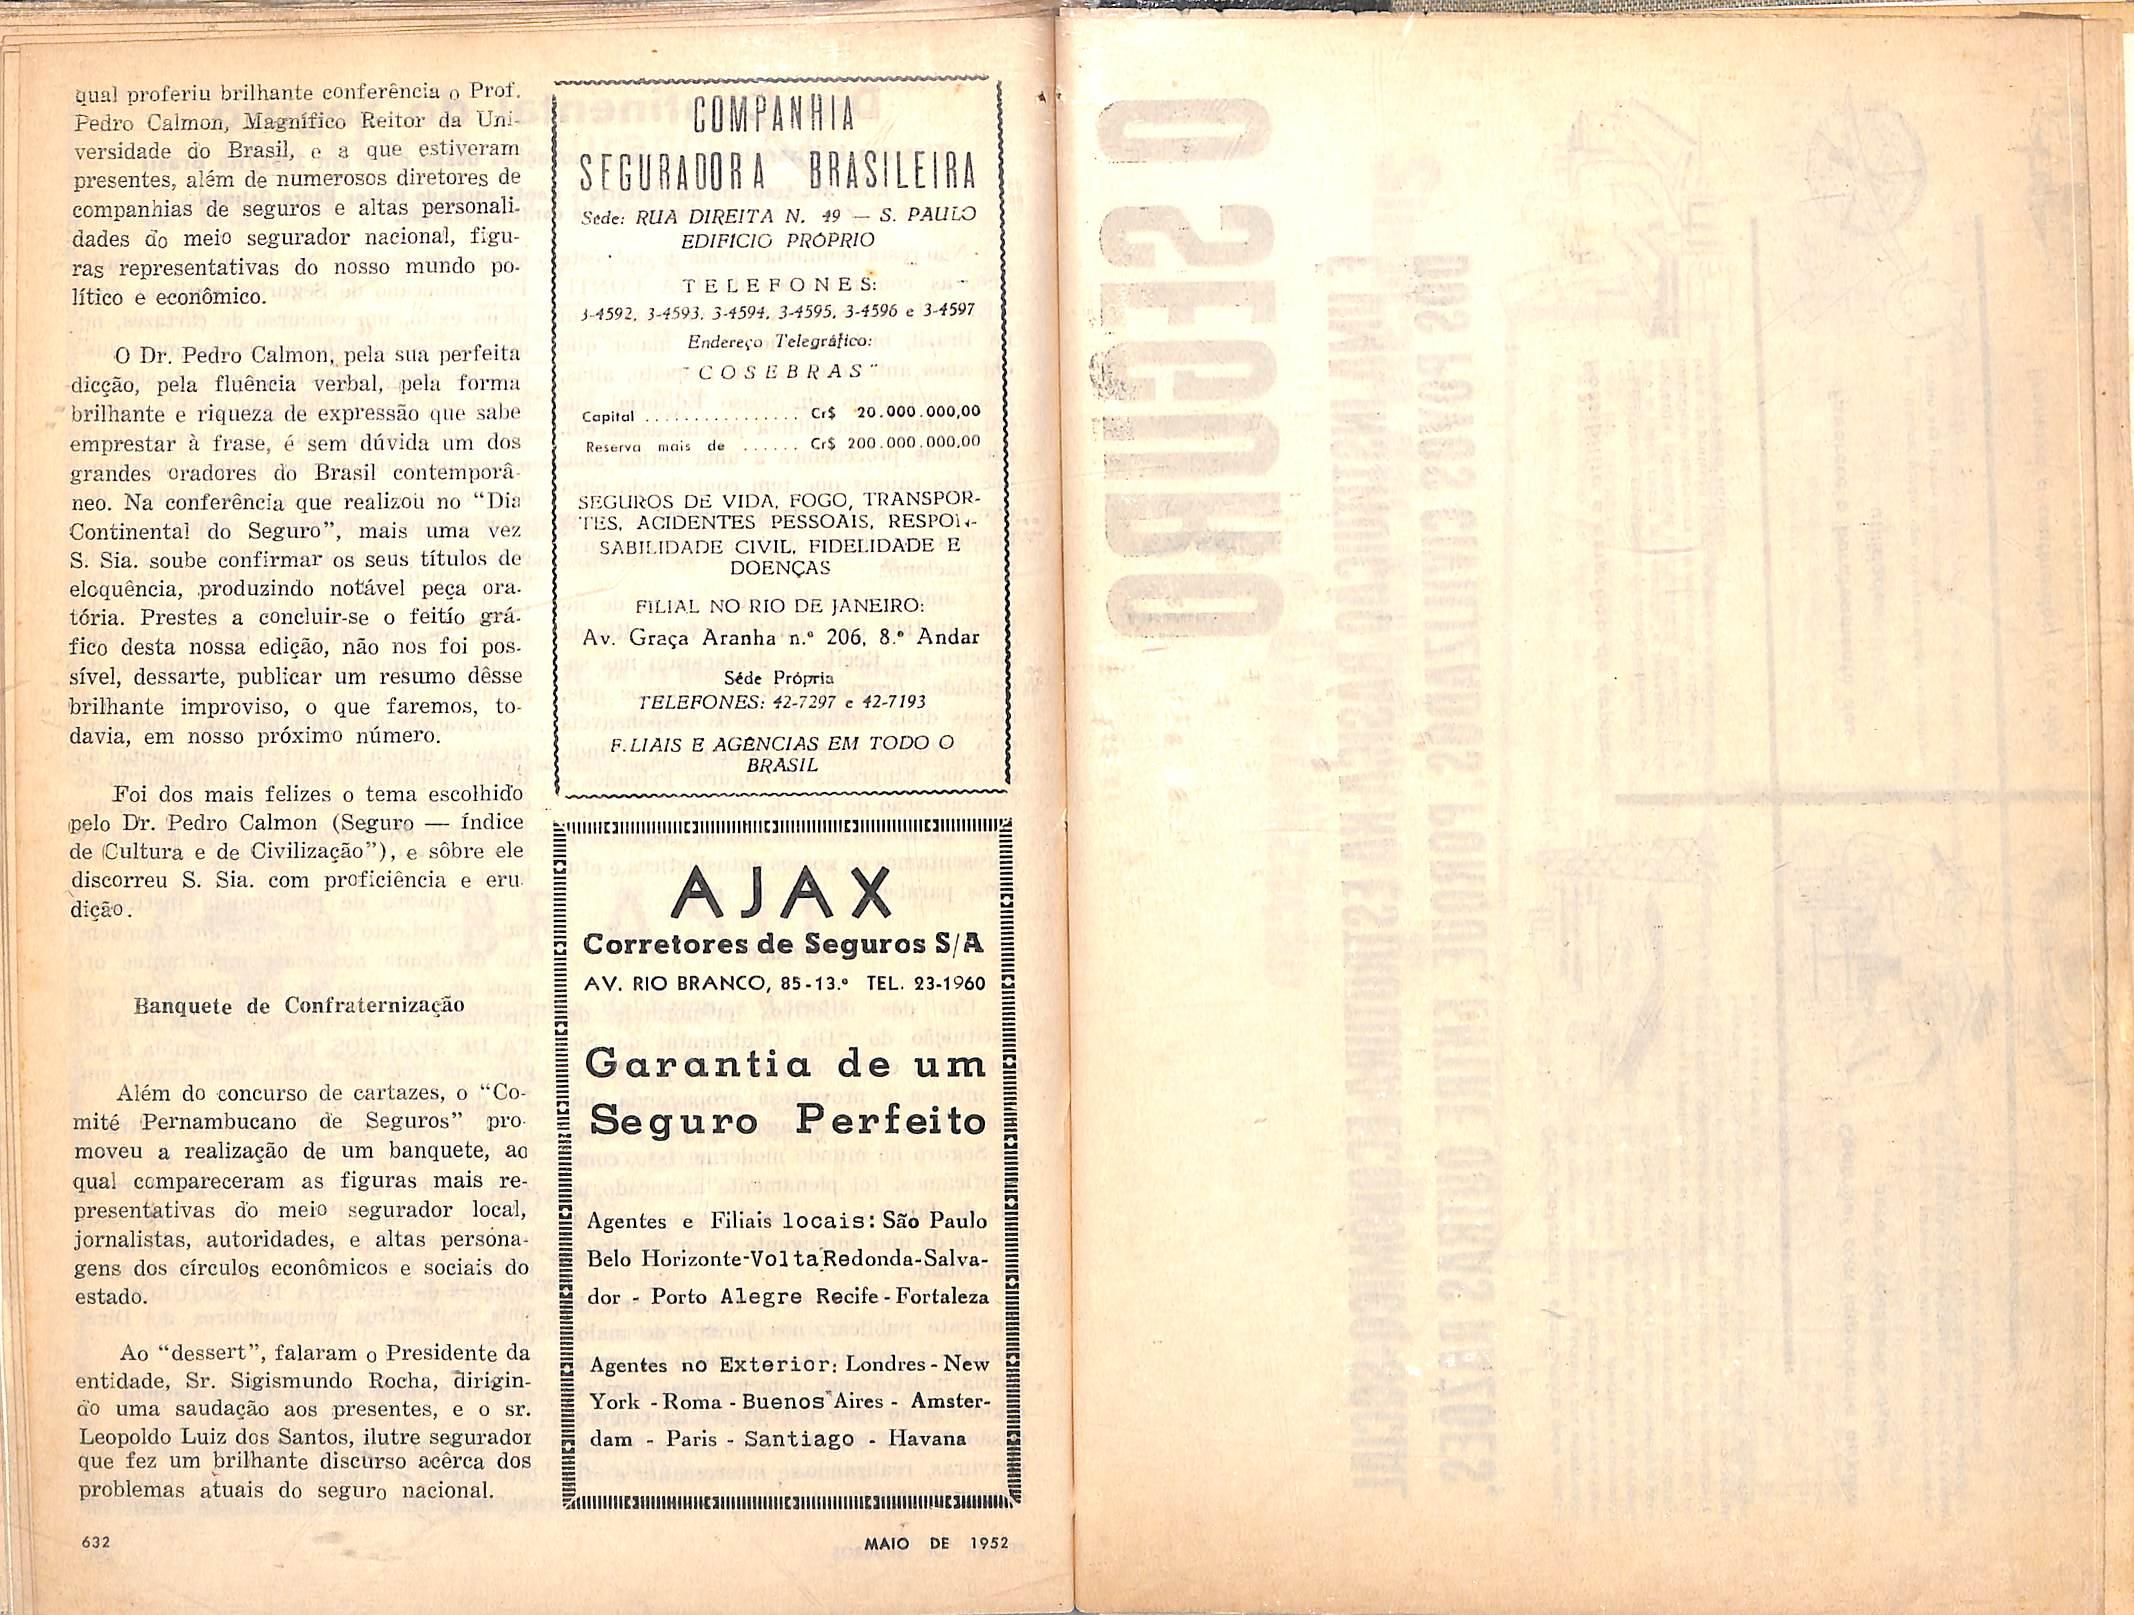 qual proferiu brilhante conferência o Prof.
Pedro Calmon, Magnífico Reitor da Uni-
versidade do Brasil, e a que estiveram
presentes, além de numerosos diretores de
companhias de seguros e altas personali-
dades do meio segurador nacional, figu-
ras representativas do nosso mundo po-
lítico e econômico.
O Dr. Pedro Calmon, pela sua perfeita
dicção, pela fluência verbal, pela forma
brilhante e riqueza de expressão que sabe
emprestar à frase, é sem dúvida um dos
grandes oradores do Brasil contemporâ-
neo. Na conferência que realizou no “Dia
Continental do Seguro”, mais uma vez
S. Sia. soube confirmar os seus títulos de
eloquência, produzindo notável peça ora-
tória. Prestes a concluir-se o feitío grá-
fico desta nossa edição, não nos foi pos-
sível, dessarte, publicar um resumo dêsse
brilhante improviso, o que faremos, to-
davia, em nosso próximo número.
Foi dos mais felizes o tema escolhido
pelo Dr. Pedro Calmon (Seguro — índice
de Cultura e de Civilização”), e sôbre ele
discorreu S. Sia. com proficiência e eru-
dição.
Banquete de Confraternização
Além do concurso de cartazes, o “Co-
mité Pernambucano de Seguros” pro-
moveu a realização de um banquete, ao
qual compareceram as figuras mais re-
presentativas do meio segurador local,
jornalistas, autoridades, e altas persona-
gens dos círculos econômicos e sociais do
estado.
Ao “dessert”, falaram o Presidente da
entidade, Sr. Sigismundo Rocha, dirigin-
do uma saudação aos presentes, e o sr.
Leopoldo Luiz dos Santos, ilutre segurador
que fez um brilhante discurso acêrca dos
problemas atuais do seguro nacional.
632
COMPANHIA
SEGURADORA BRASILEIRA
Séde: RUA DIREITA N. 49 — S. PAULO
EDIFÍCIO PRÓPRIO
TELEFONES:
3-4592, 3-4593, 3-4594, 3-4595, 3-4596 e 3-4597
Endereço Telegráfico:
"COSEBRAS"
Capital ................ Cr$ 20.000.000,00
Reserva mais de ...... Cr$ 200.000.000,00
SEGUROS DE VIDA, FOGO, TRANSPOR-
TES, ACIDENTES PESSOAIS, RESPON-
SABILIDADE CIVIL, FIDELIDADE E
DOENÇAS
FILIAL NO RIO DE JANEIRO:
Av. Graça Aranha n.º 206, 8.º Andar
Séde Própria
TELEFONES: 42-7297 e 42-7193
FILIAIS E AGÊNCIAS EM TODO O
BRASIL
AJAX
Corretores de Seguros S/A
AV. RIO BRANCO, 85-13.º TEL. 23-1960
Garantia de um
Seguro Perfeito
Agentes e Filiais locais: São Paulo
Belo Horizonte-Volta Redonda-Salva-
dor - Porto Alegre Recife - Fortaleza
Agentes no Exterior: Londres - New
York - Roma - Buenos Aires - Amster-
dam - Paris - Santiago - Havana
MAIO DE 1952
O SEGURO